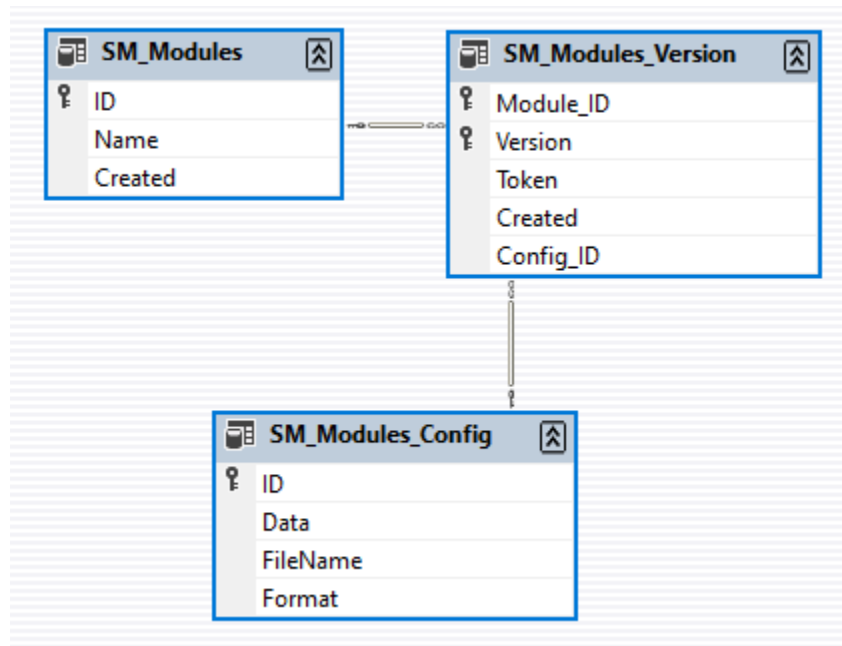 SM_Modules
ID
Name
Created
SM_Modules_Version
Module_ID
Version
Token
Created
Config_ID
SM_Modules_Config
ID
Data
FileName
Format